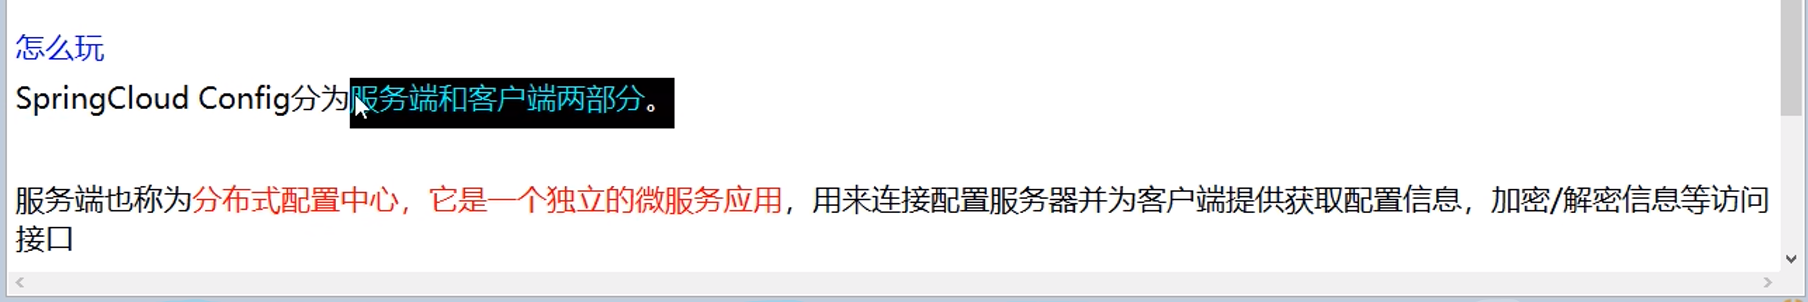 怎么玩
SpringCloud Config分为服务端和客户端两部分。
服务端也称为分布式配置中心，它是一个独立的微服务应用，用来连接配置服务器并为客户端提供获取配置信息，加密/解密信息等访问
接口